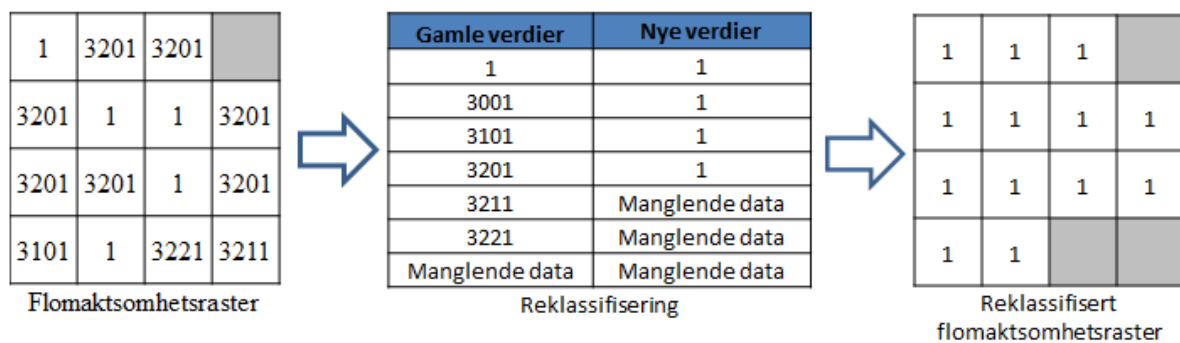 1 3201 3201
3201 1 1 3201
3201 3201 1 3201
3101 1 3221 3211
Flomaktsomhetsraster
Gamle verdier Nye verdier
1 1
3001 1
3101 1
3201 1
3211 Manglende data
3221 Manglende data
Manglende data Manglende data
Reklassifisering
1 1 1
1 1 1 1
1 1 1 1
1 1
Reklassifisert
flomaktsomhetsraster